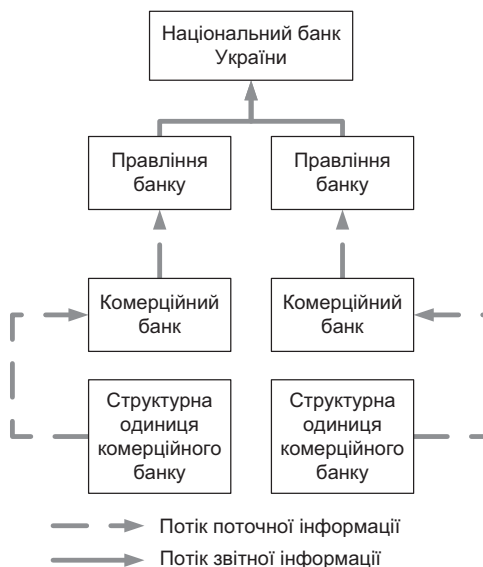 Національний банк
України
Правління
банку
Правління
банку
Комерційний
банк
Комерційний
банк
Структурна
одиниця
комерційного
банку
Структурна
одиниця
комерційного
банку
Потік поточної інформації
Потік звітної інформації